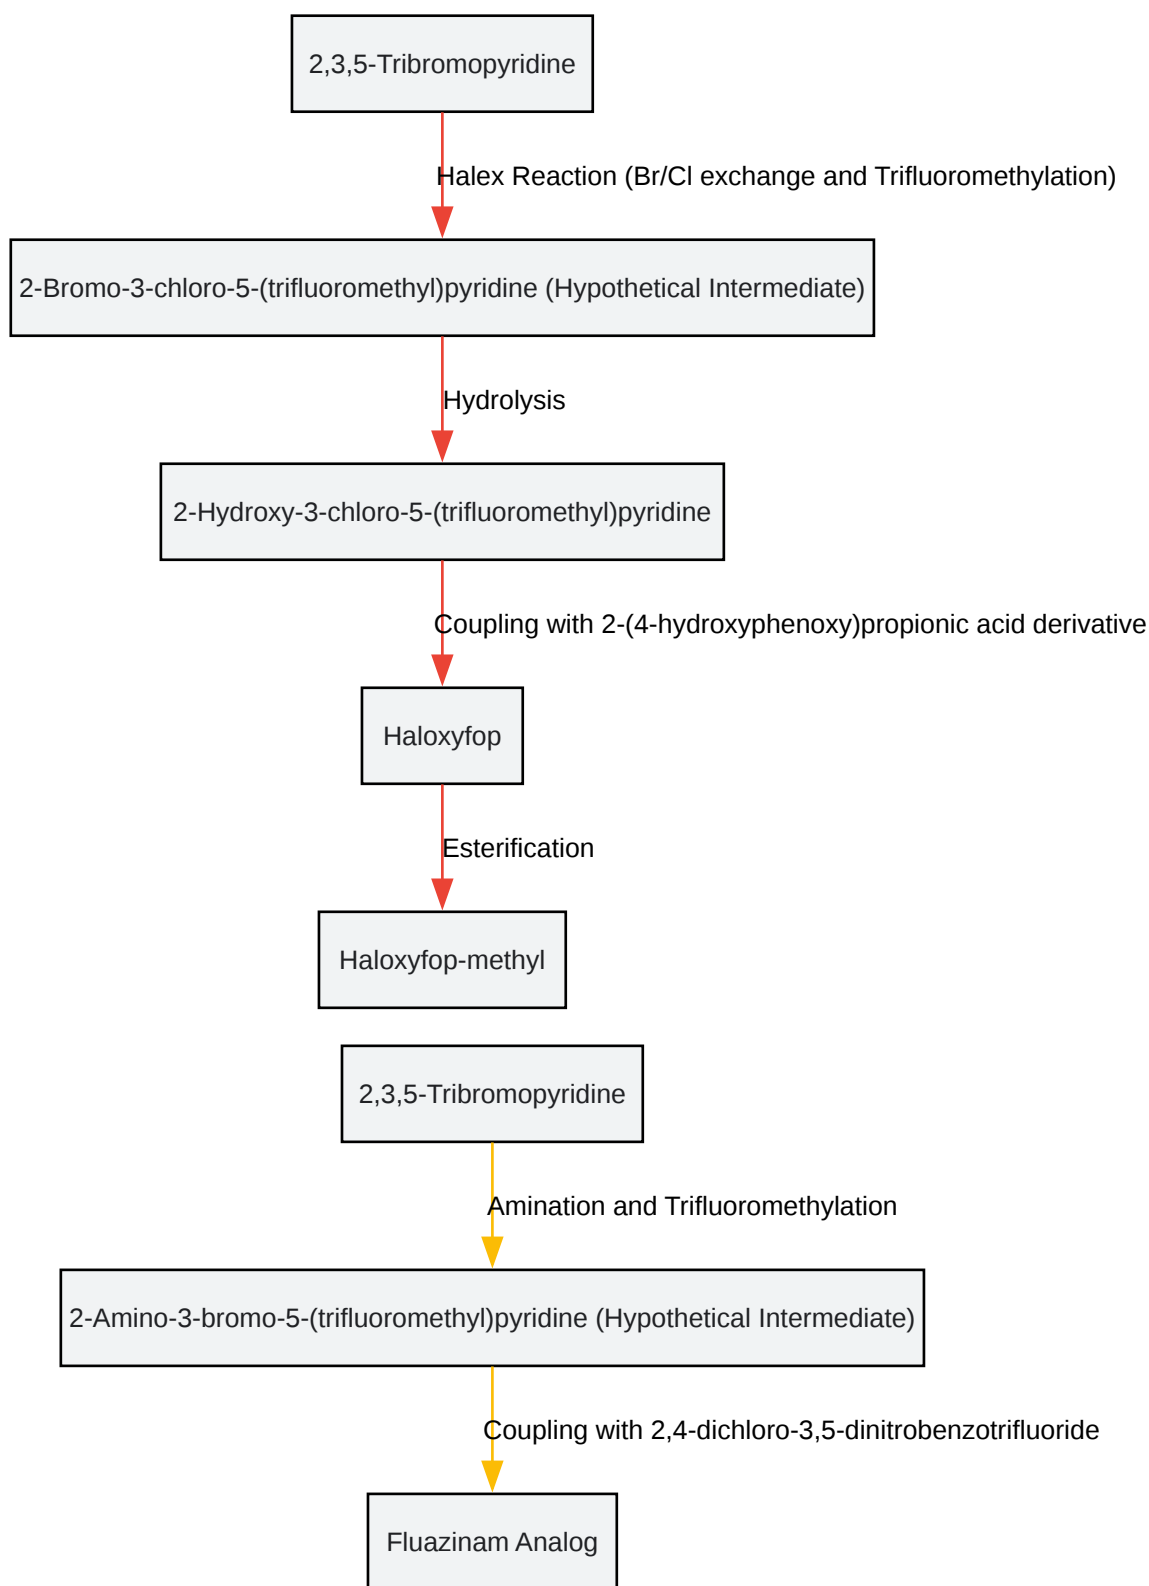 2,3,5-Tribromopyridine
Halex Reaction (Br/Cl exchange and Trifluoromethylation)
2-Bromo-3-chloro-5-(trifluoromethyl)pyridine (Hypothetical Intermediate)
Hydrolysis
2-Hydroxy-3-chloro-5-(trifluoromethyl)pyridine
Coupling with 2-(4-hydroxyphenoxy)propionic acid derivative
Haloxyfop
Esterification
Haloxyfop-methyl
2,3,5-Tribromopyridine
Amination and Trifluoromethylation
2-Amino-3-bromo-5-(trifluoromethyl)pyridine (Hypothetical Intermediate)
Coupling with 2,4-dichloro-3,5-dinitrobenzotrifluoride
Fluazinam Analog